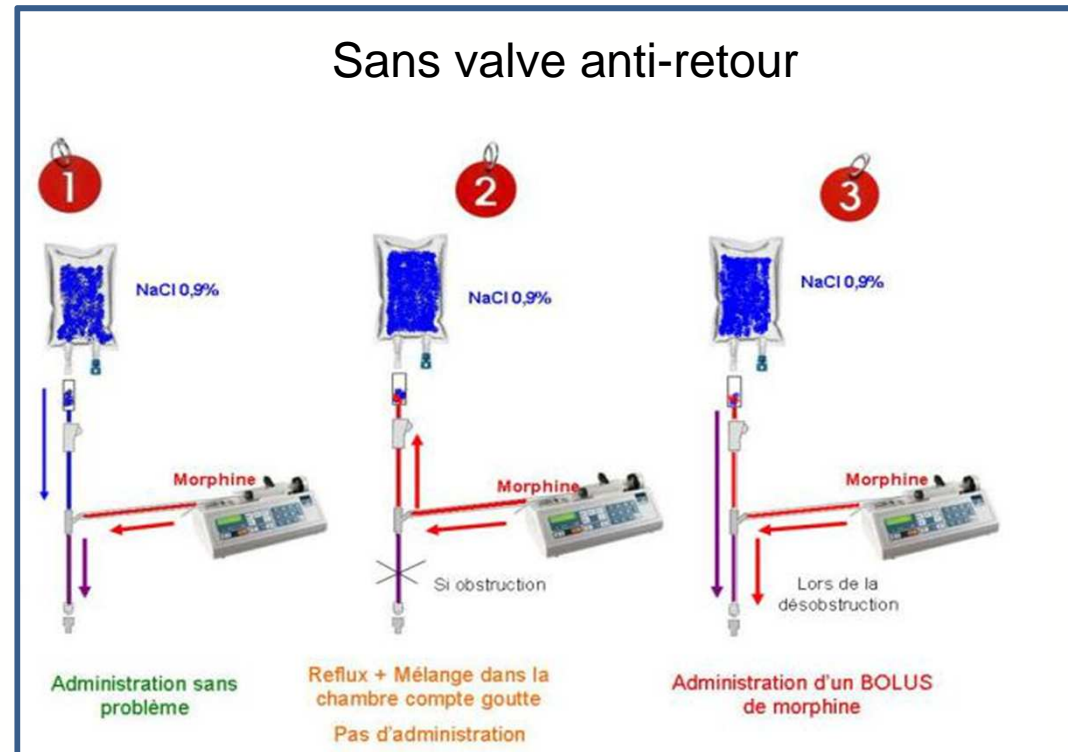 Sans valve anti-retour
1
2
3
NaCl 0,9%
NaCl 0,9%
NaCl 0,9%
Morphine
Morphine
Morphine
Si obstruction
Lors de la
désobstruction
Administration sans
problème
Reflux + Mélange dans la
chambre compte goutte
Pas d'administration
Administration d'un BOLUS
de morphine